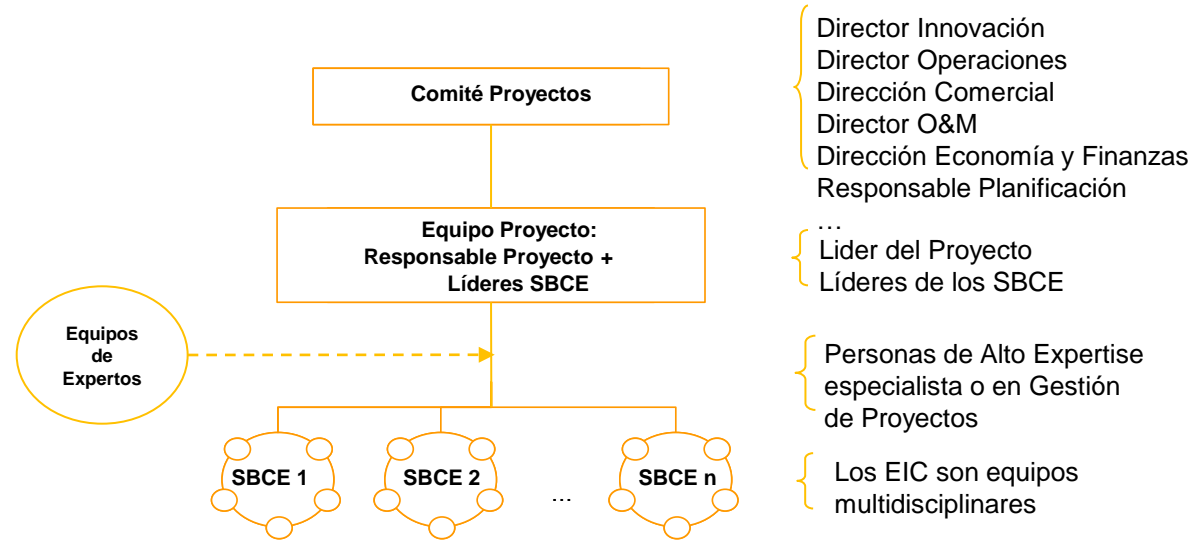 Comité Proyectos
Director Innovación
Director Operaciones
Dirección Comercial
Director O&M
Dirección Economía y Finanzas
Responsable Planificación
…
Equipo Proyecto:
Responsable Proyecto +
Líderes SBCE
Lider del Proyecto
Líderes de los SBCE
Equipos
de
Expertos
Personas de Alto Expertise
especialista o en Gestión
de Proyectos
SBCE 1
SBCE 2
...
SBCE n
Los EIC son equipos
multidisciplinares